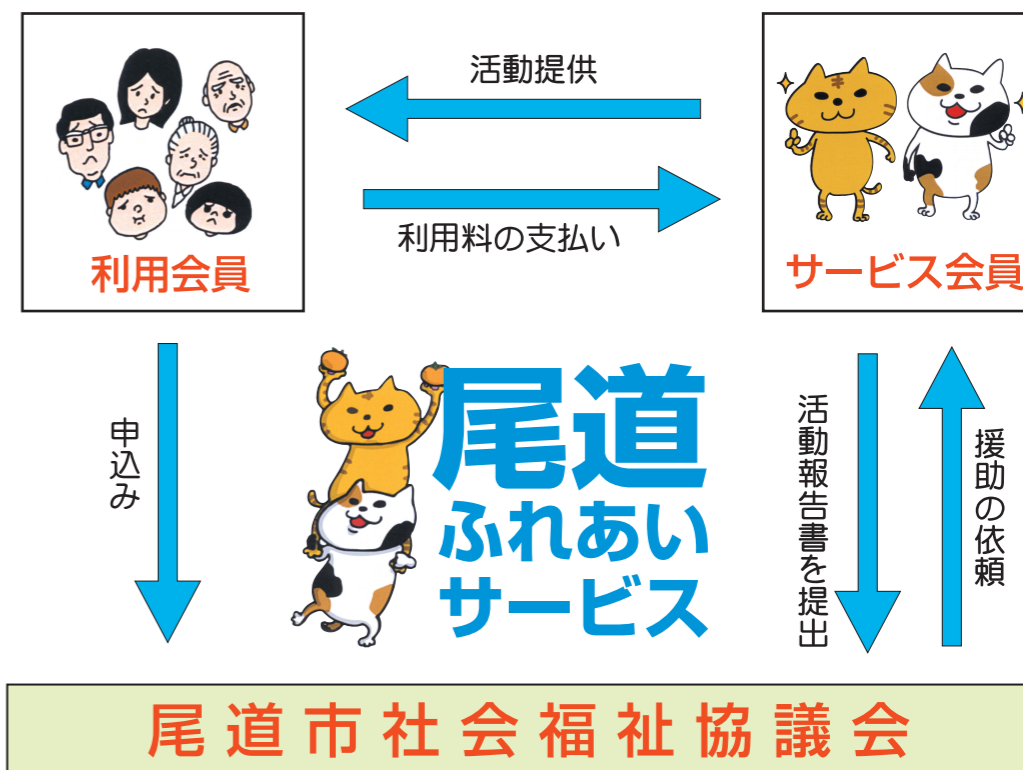 活動提供
利用料の支払い
利用会員
サービス会員
申込み
尾道
ふれあい
サービス
活動報告書を提出
援助の依頼
尾道市社会福祉協議会